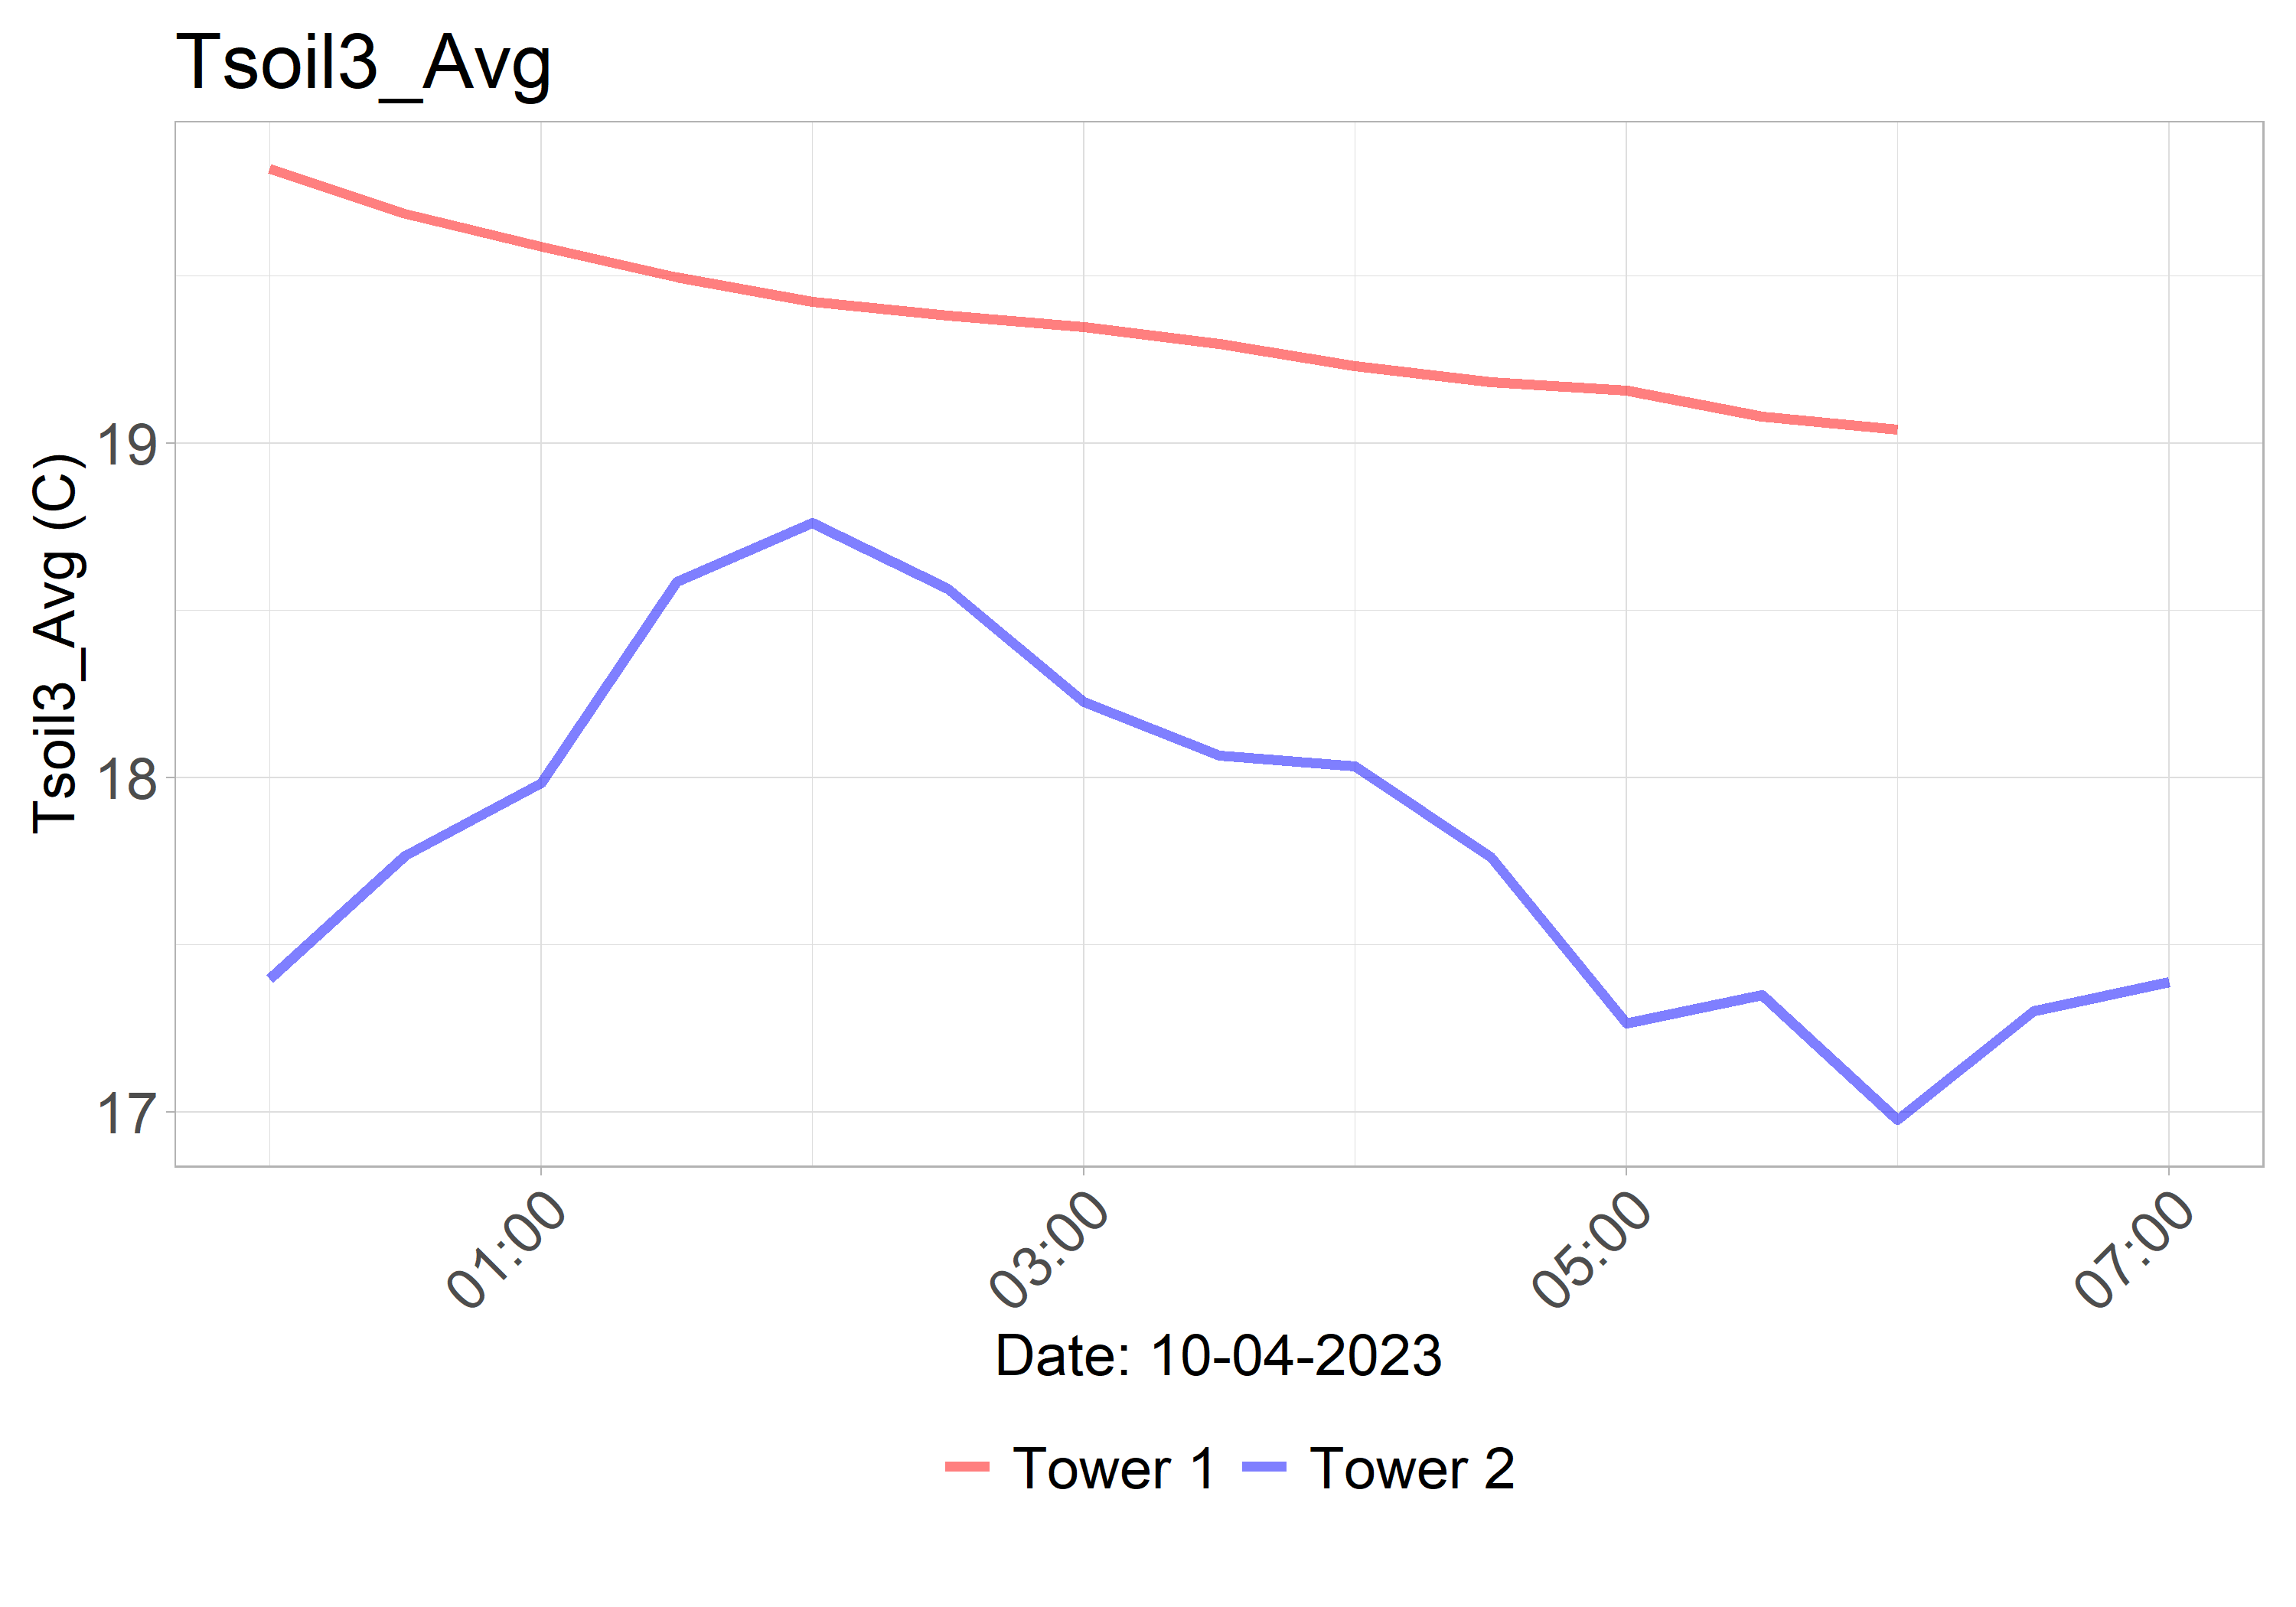 Tsoil3_Avg
Tsoil3_Avg (C)
19
18
17
01:00
03:00
05:00
07:00
Date: 10-04-2023
Tower 1
Tower 2